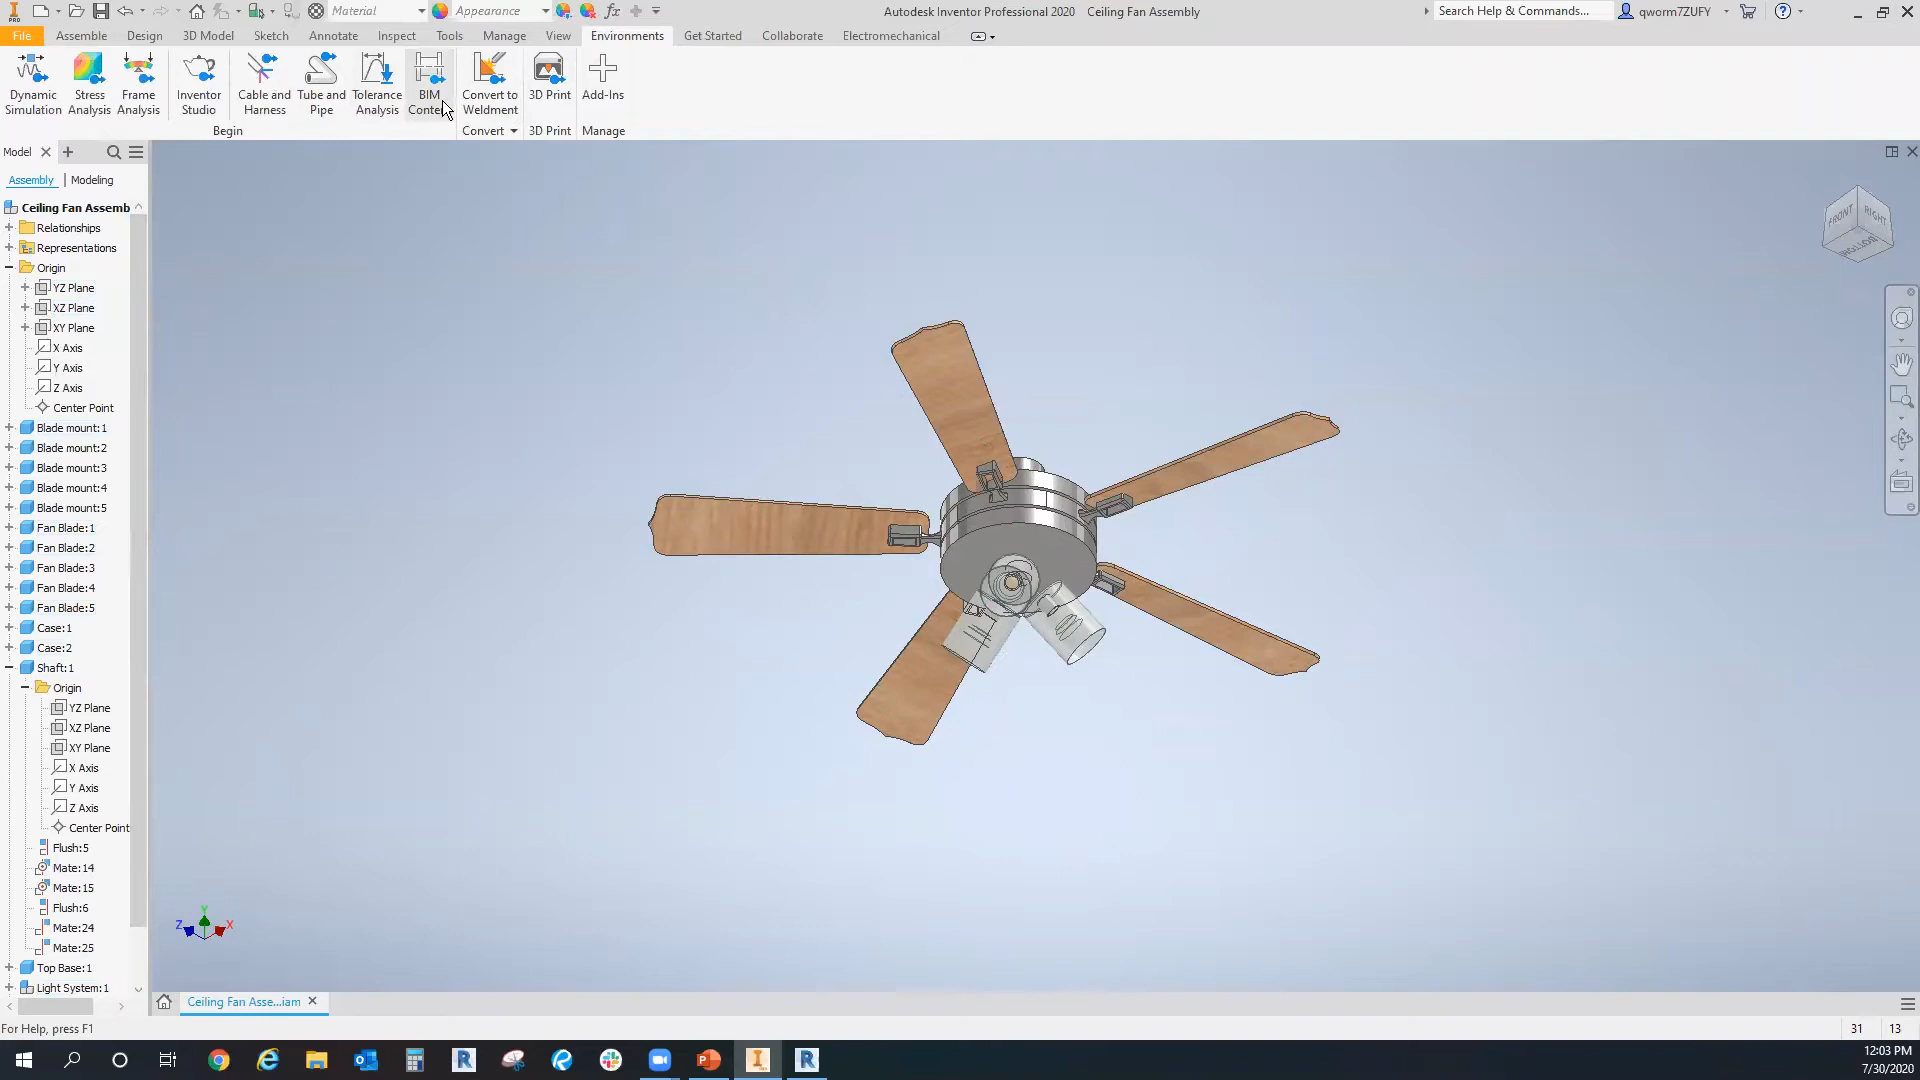 Material
Appearance
fx
Autodesk Inventor Professional 2020 Ceiling Fan Assembly
Search Help & Commands...
qworm7ZUFY
File
Assemble
Design
3D Model
Sketch
Annotate
Inspect
Tools
Manage
View
Environments
Get Started
Collaborate
Electromechanical
Dynamic
Simulation
Stress
Analysis
Frame
Analysis
Inventor
Studio
Cable and
Harness
Tube and
Pipe
Tolerance
Analysis
BIM
Convert to
Weldment
3D Print
Add-Ins
Begin
Convert
3D Print
Manage
Model
Assembly | Modeling
Ceiling Fan Assemb
Relationships
Representations
Origin
YZ Plane
XZ Plane
XY Plane
X Axis
Y Axis
Z Axis
Center Point
Blade mount:1
Blade mount:2
Blade mount:3
Blade mount:4
Blade mount:5
Fan Blade:1
Fan Blade:2
Fan Blade:3
Fan Blade:4
Fan Blade:5
Case:1
Case:2
Shaft:1
Origin
YZ Plane
XZ Plane
XY Plane
X Axis
Y Axis
Z Axis
Center Point
Flush:5
Mate:14
Mate:15
Flush:6
Mate:24
Mate:25
Top Base:1
Light System:1
FRONT
RIGHT
BOTTOM
Z
Y
X
Ceiling Fan Asse...iam
For Help, press F1
31
13
12:03 PM
7/30/2020